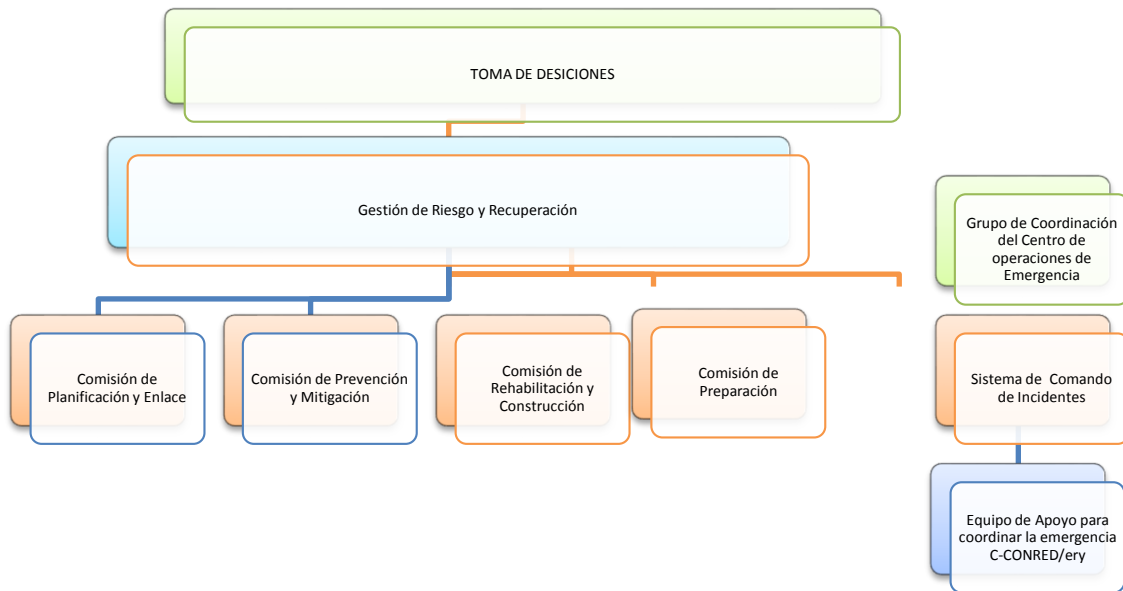 TOMA DE DESICIONES
Gestión de Riesgo y Recuperación
Grupo de Coordinación
del Centro de
operaciones de
Emergencia
Comisión de
Planificación y Enlace
Comisión de Prevención
y Mitigación
Comisión de
Rehabilitación y
Construcción
Comisión de
Preparación
Sistema de Comando
de Incidentes
Equipo de Apoyo para
coordinar la emergencia
C-CONRED/ery